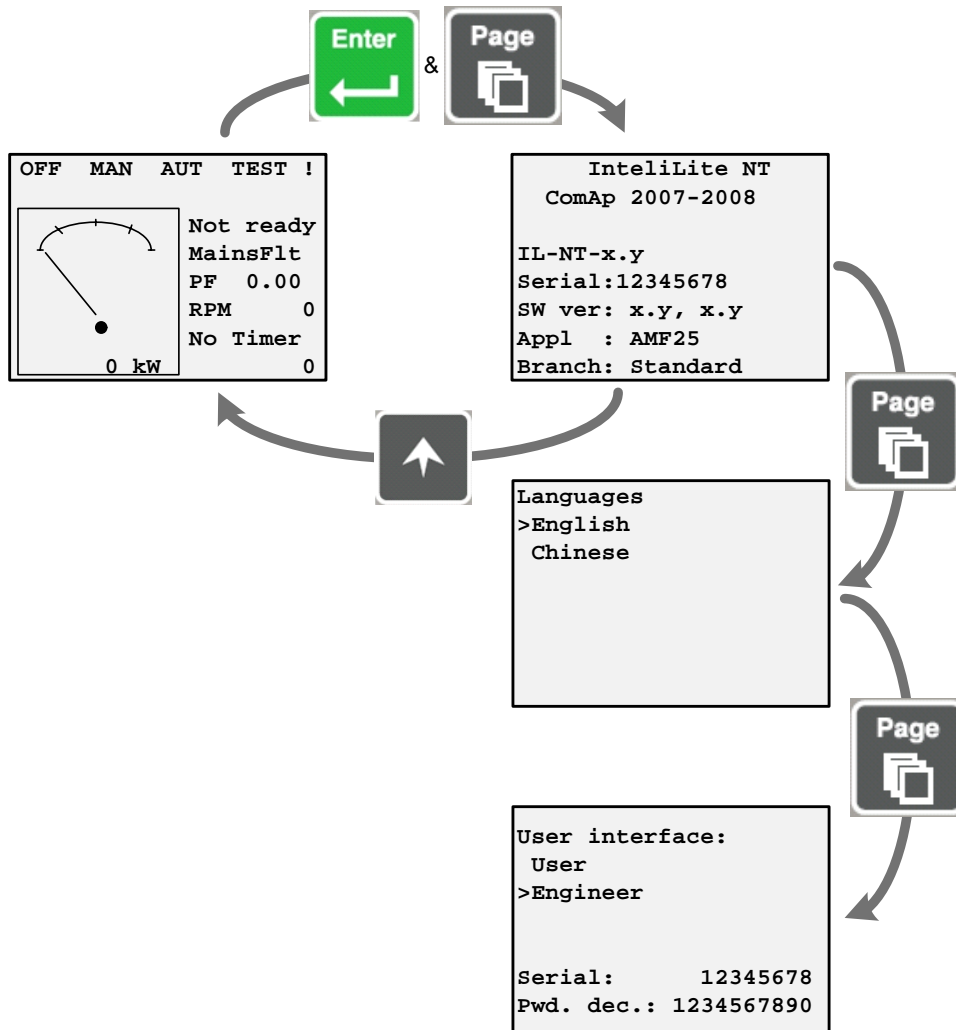 Enter
&
Page
OFF MAN AUT TEST !
Not ready
MainsFlt
PF 0.00
RPM 0
No Timer
0 kW 0
InteliLite NT
ComAp 2007-2008
IL-NT-x.y
Serial:12345678
SW ver: x.y, x.y
Appl : AMF25
Branch: Standard
Page
Languages
>English
Chinese
Page
User interface:
User
>Engineer
Serial: 12345678
Pwd. dec.: 1234567890